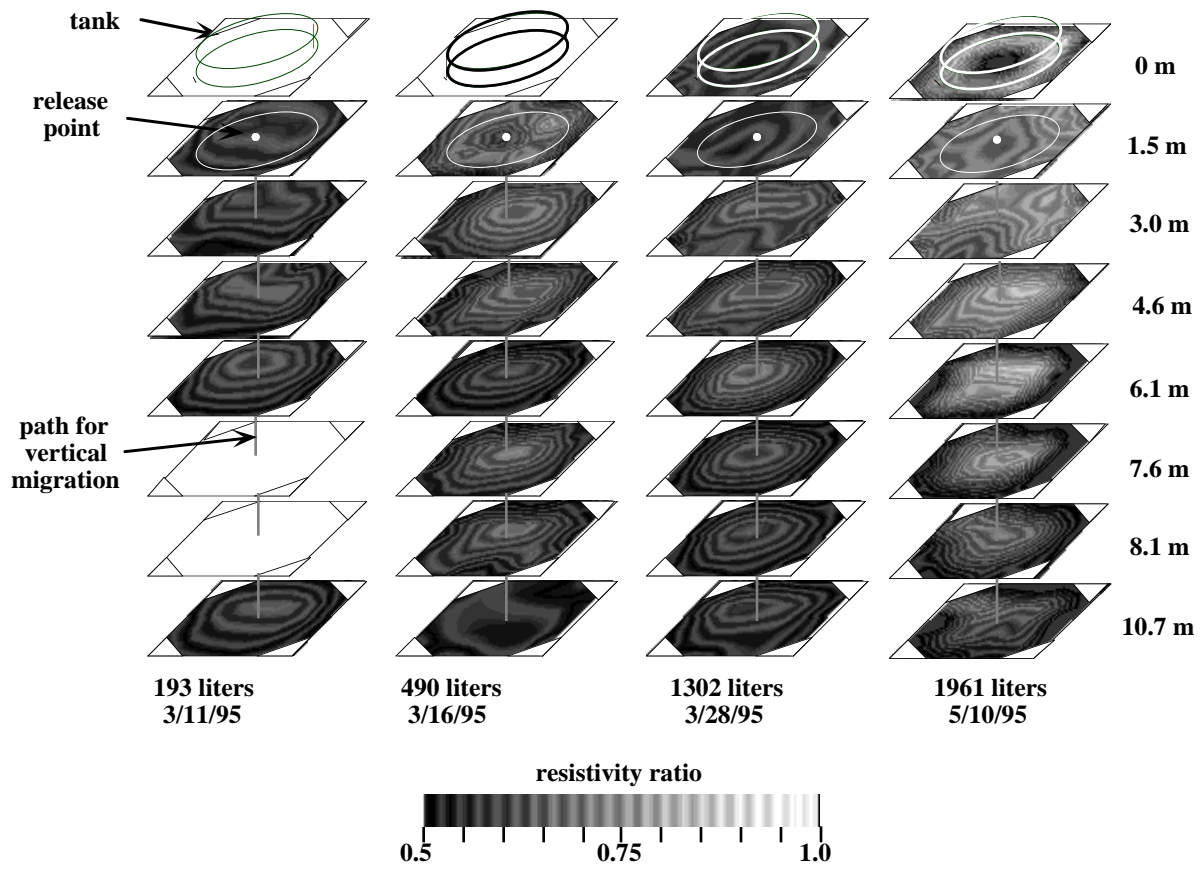 tank
release
point
path for
vertical
migration
0 m
1.5 m
3.0 m
4.6 m
6.1 m
7.6 m
8.1 m
10.7 m
193 liters
3/11/95
490 liters
3/16/95
1302 liters
3/28/95
1961 liters
5/10/95
resistivity ratio
0.5
0.75
1.0